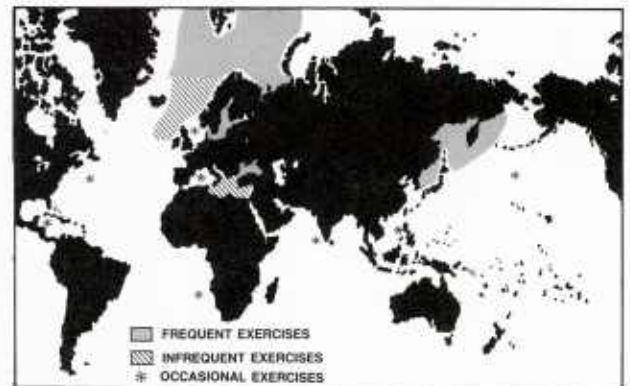 FREQUENT EXERCISES
INFREQUENT EXERCISES
* OCCASIONAL EXERCISES